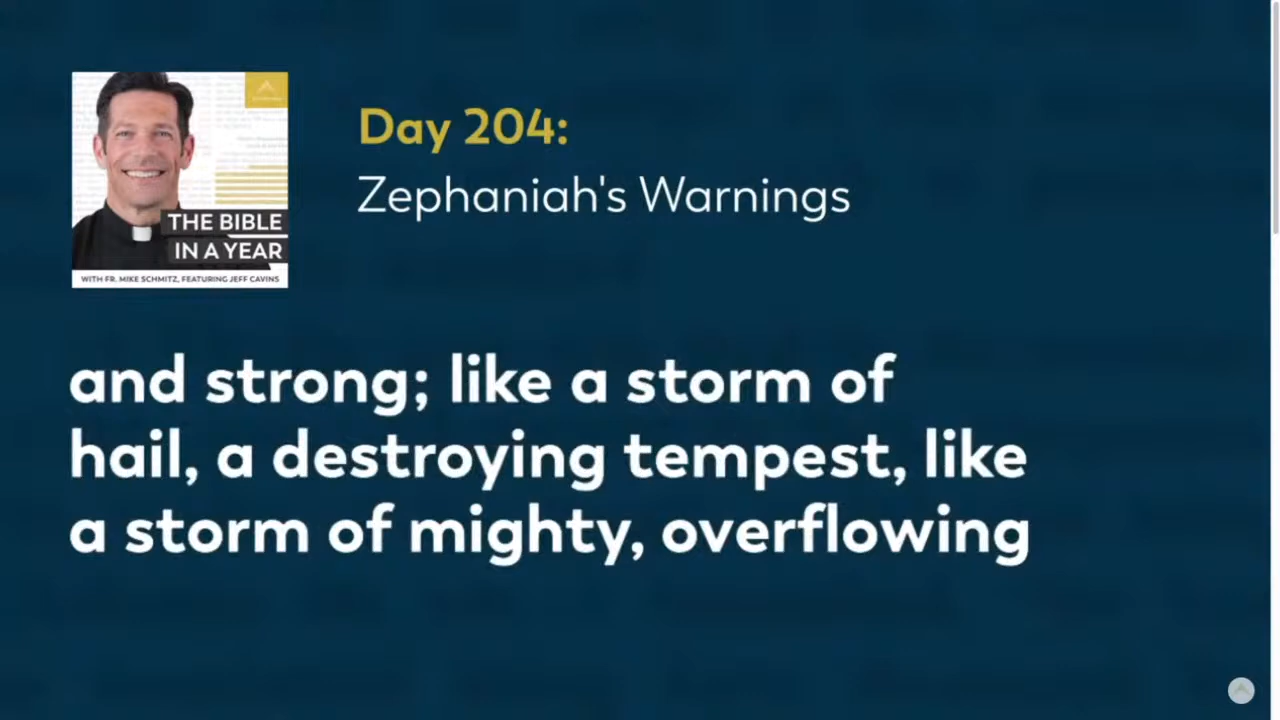 Day 204:
Zephaniah's Warnings
THE BIBLE
IN A YEAR
WITH FR. MIKE SCHMITZ, FEATURING JEFF CAVINS
and strong; like a storm of
hail, a destroying tempest, like
a storm of mighty, overflowing